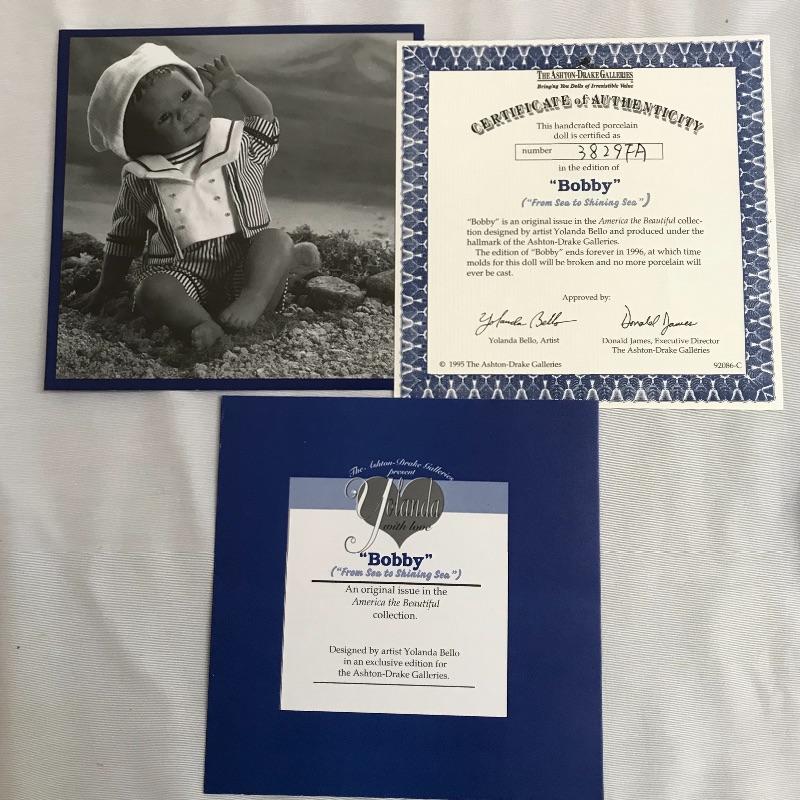 THE ASHTON-DRAKE GALLERIES
Bringing You Dolls of Irresistible Value
CERTIFICATE of AUTHENTICITY
This handcrafted porcelain
doll is certified as
number 38297A
in the edition of
"Bobby"
("From Sea to Shining Sea")
"Bobby" is an original issue in the America the Beautiful collec-
tion designed by artist Yolanda Bello and produced under the
hallmark of the Ashton-Drake Galleries.
The edition of "Bobby" ends forever in 1996, at which time
molds for this doll will be broken and no more porcelain will
ever be cast.
Approved by:
Yolanda Bello Donald James
Yolanda Bello, Artist Donald James, Executive Director
The Ashton-Drake Galleries
© 1995 The Ashton-Drake Galleries 92086-C
The Ashton-Drake Galleries
present
Yolanda
with love
"Bobby"
("From Sea to Shining Sea")
An original issue in the
America the Beautiful
collection.
Designed by artist Yolanda Bello
in an exclusive edition for
the Ashton-Drake Galleries.